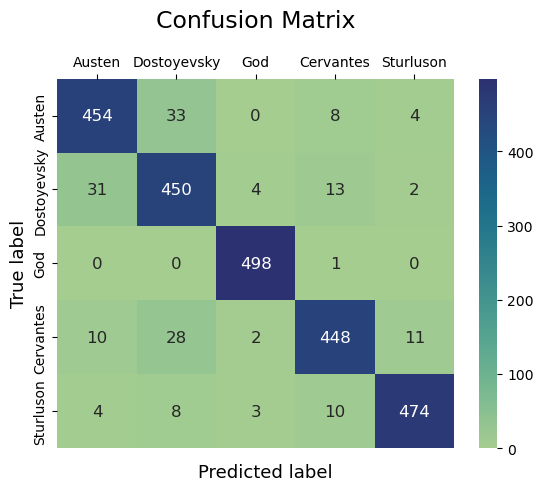 Confusion Matrix
Austen Dostoyevsky God Cervantes Sturluson
Austen 454 33 0 8 4
Dostoyevsky 31 450 4 13 2
God 0 0 498 1 0
Cervantes 10 28 2 448 11
Sturluson 4 8 3 10 474
True label
Predicted label
400
300
200
100
0